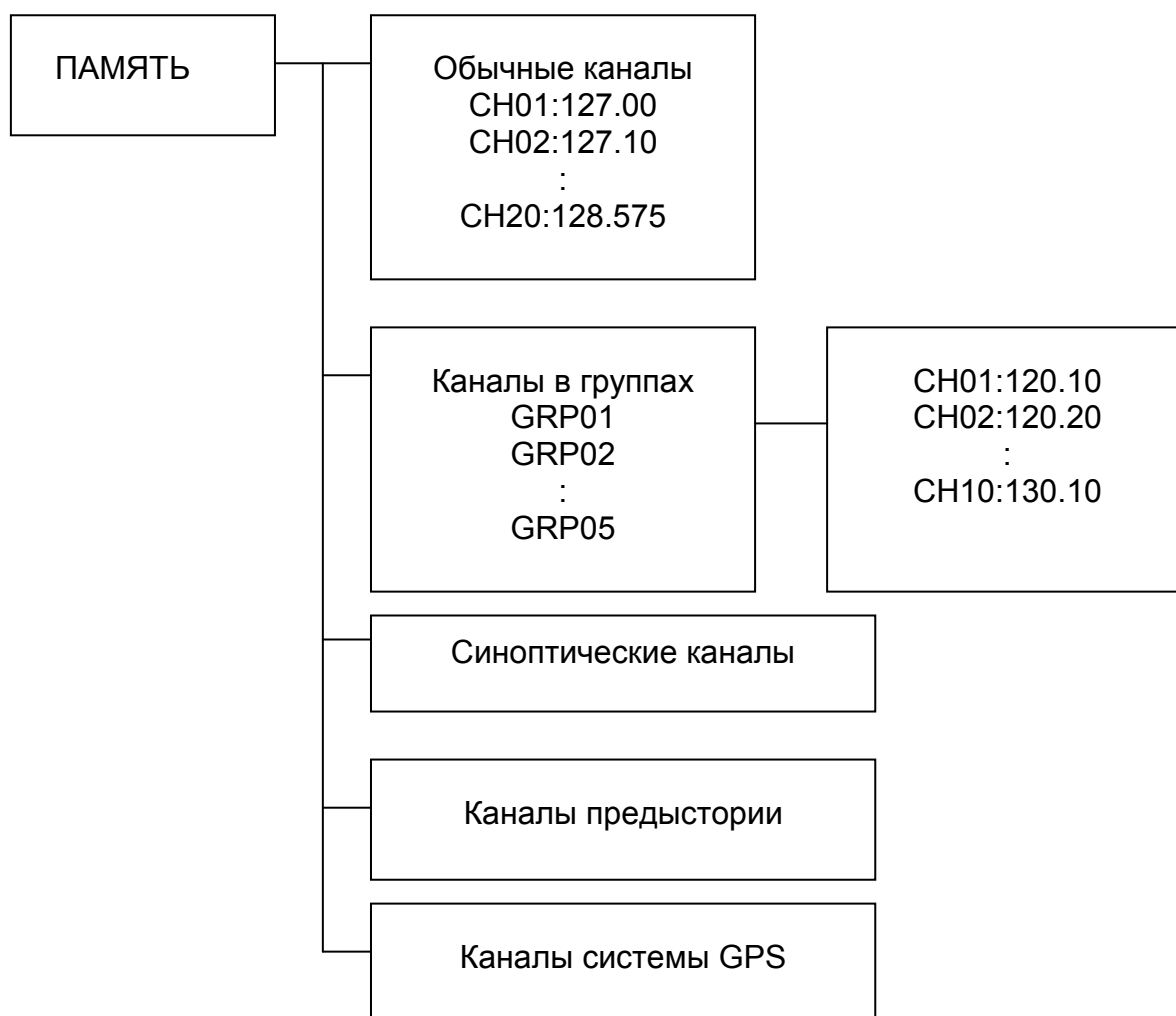 ПАМЯТЬ
Обычные каналы
CH01:127.00
CH02:127.10
:
CH20:128.575
Каналы в группах
GRP01
GRP02
:
GRP05
CH01:120.10
CH02:120.20
:
CH10:130.10
Синоптические каналы
Каналы предыстории
Каналы системы GPS